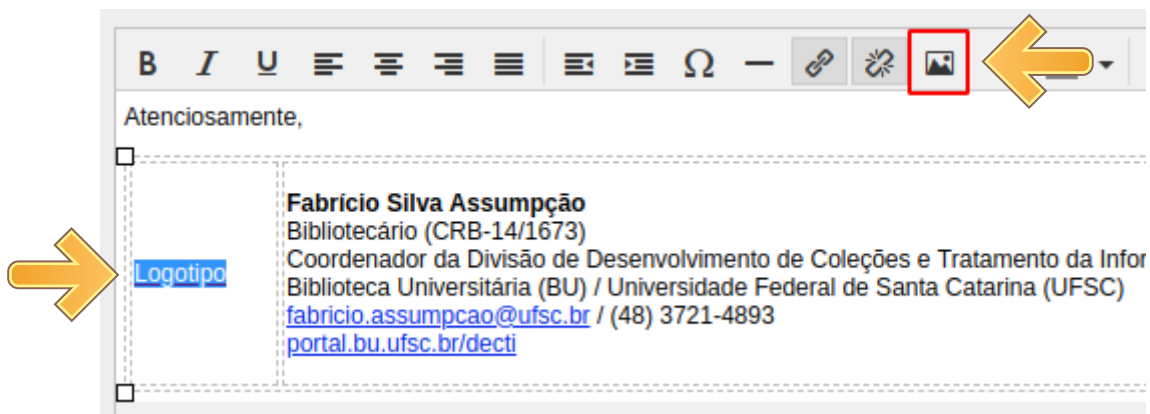 B I U Ω
Atenciosamente,
Logotipo
Fabrício Silva Assumpção
Bibliotecário (CRB-14/1673)
Coordenador da Divisão de Desenvolvimento de Coleções e Tratamento da Infor
Biblioteca Universitária (BU) / Universidade Federal de Santa Catarina (UFSC)
fabricio.assumpcao@ufsc.br / (48) 3721-4893
portal.bu.ufsc.br/decti